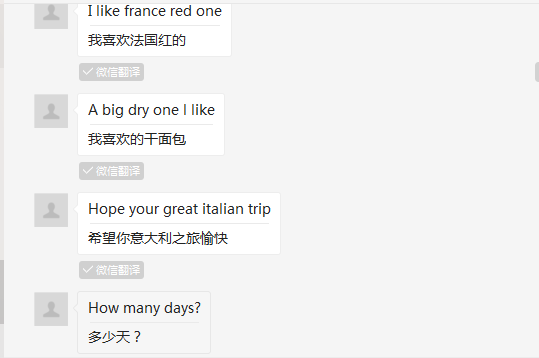 I like france red one
我喜欢法国红的
微信翻译
A big dry one I like
我喜欢的干面包
微信翻译
Hope your great italian trip
希望你意大利之旅愉快
微信翻译
How many days?
多少天？